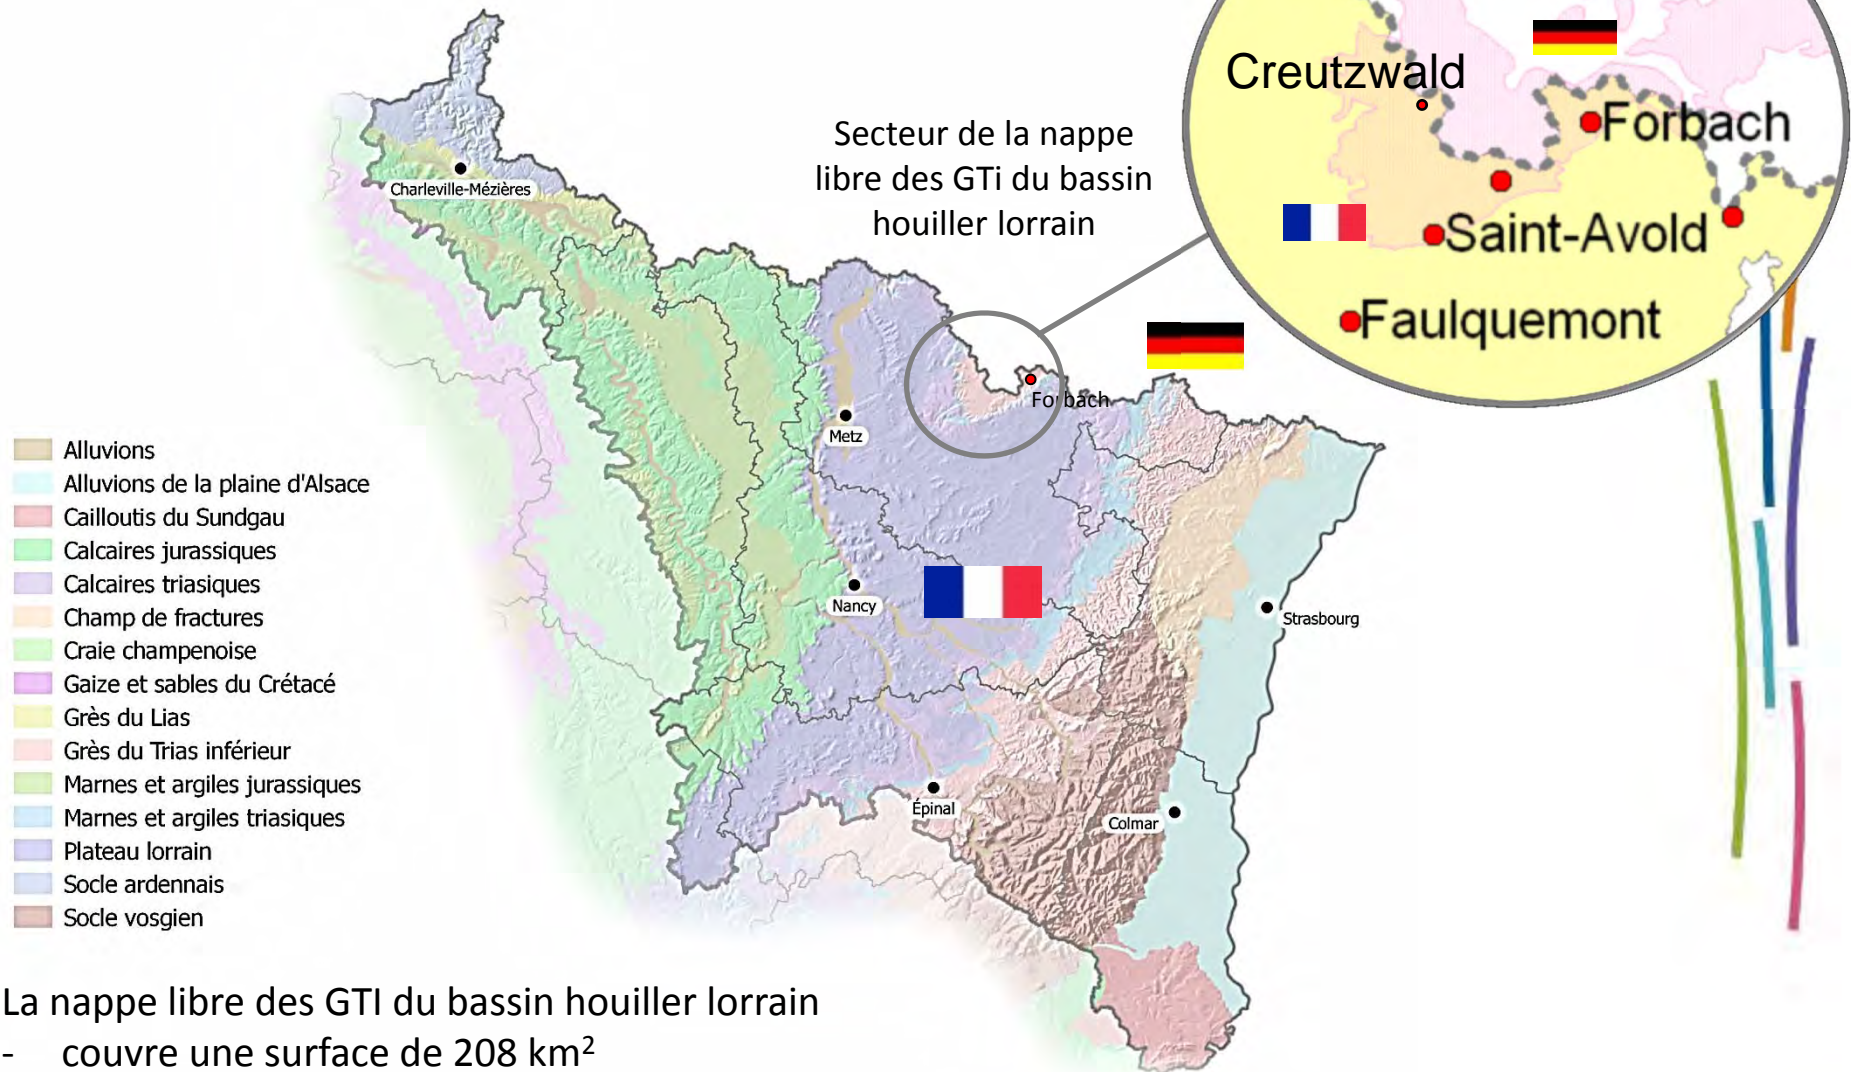 Creutzwald
Forbach
Saint-Avold
Faulquemont
Secteur de la nappe
libre des GTi du bassin
houiller lorrain
Charleville-Mézières
Forbach
Metz
Nancy
Strasbourg
Épinal
Colmar
Alluvions
Alluvions de la plaine d'Alsace
Cailloutis du Sundgau
Calcaires jurassiques
Calcaires triasiques
Champ de fractures
Craie champenoise
Gaize et sables du Crétacé
Grès du Lias
Grès du Trias inférieur
Marnes et argiles jurassiques
Marnes et argiles triasiques
Plateau lorrain
Socle ardennais
Socle vosgien
La nappe libre des GTI du bassin houiller lorrain
- couvre une surface de 208 km²